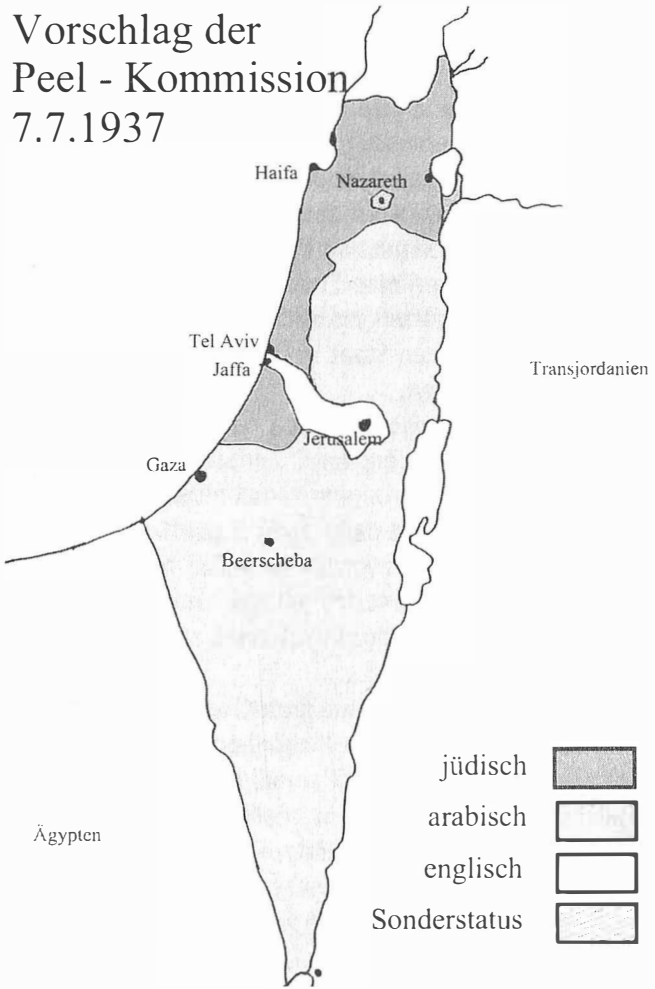 Vorschlag der
Peel - Kommission
7.7.1937
Haifa
Nazareth
Tel Aviv
Jaffa
Transjordanien
Jerusalem
Gaza
Beerscheba
Ägypten
jüdisch
arabisch
englisch
Sonderstatus